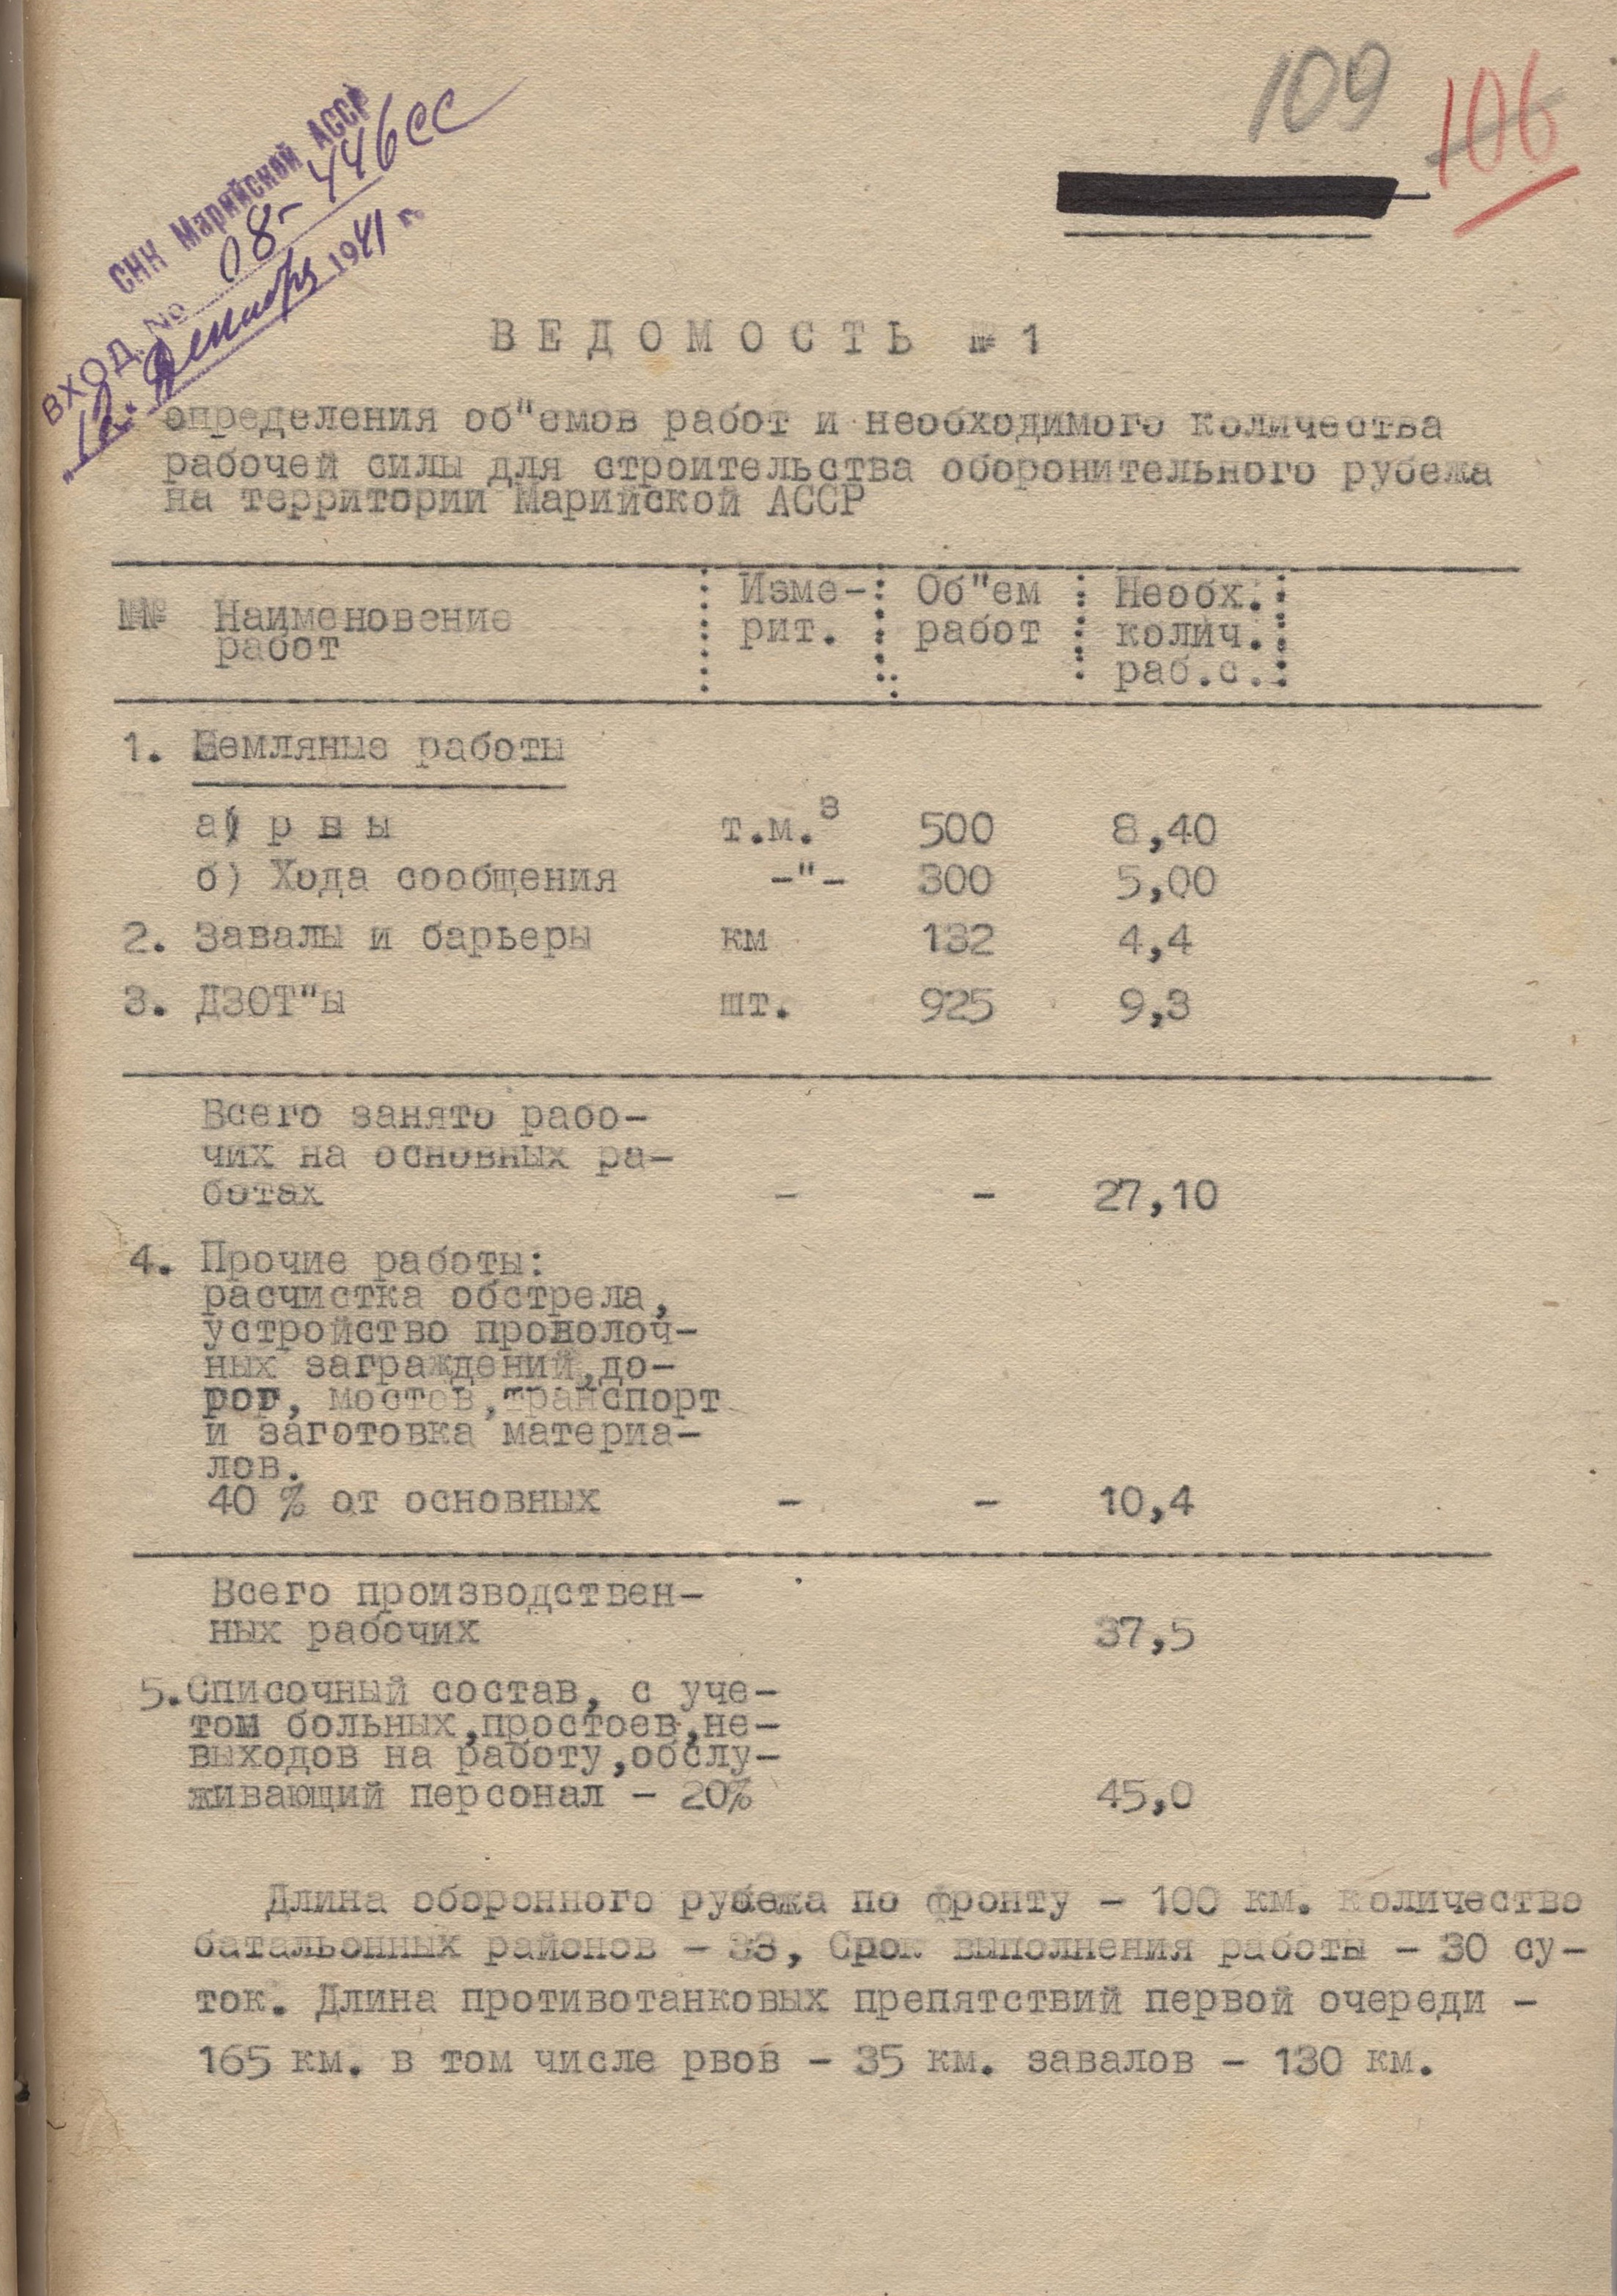 109 106
СНК Марийской АССР
ВХОД. № 08-446сс
1941 г.
ВЕДОМОСТЬ № 1
определения об"емов работ и необходимого количества
рабочей силы для строительства оборонительного рубежа
на территории Марийской АССР
№№ Наименовение работ Изме-рит. Об"ем работ Необх. колич. раб.с.
1. Земляные работы
а) р в ы т.м.3 500 8,40
б) Хода сообщения -"- 300 5,00
2. Завалы и барьеры км 132 4,4
3. ДЗОТ"ы шт. 925 9,3
Всего занято рабо-
чих на основных ра-
ботах - - 27,10
4. Прочие работы:
расчистка обстрела,
устройство проволоч-
ных заграждений,до-
рог, мостов,транспорт
и заготовка материа-
лов.
40 % от основных - - 10,4
Всего производствен-
ных рабочих 37,5
5.Списочный состав, с уче-
том больных,простоев,не-
выходов на работу,обслу-
живающий персонал - 20% 45,0
Длина оборонного рубежа по фронту - 100 км. Количество
батальонных районов - 33, Срок выполнения работы - 30 су-
ток. Длина противотанковых препятствий первой очереди -
165 км. в том числе рвов - 35 км. завалов - 130 км.